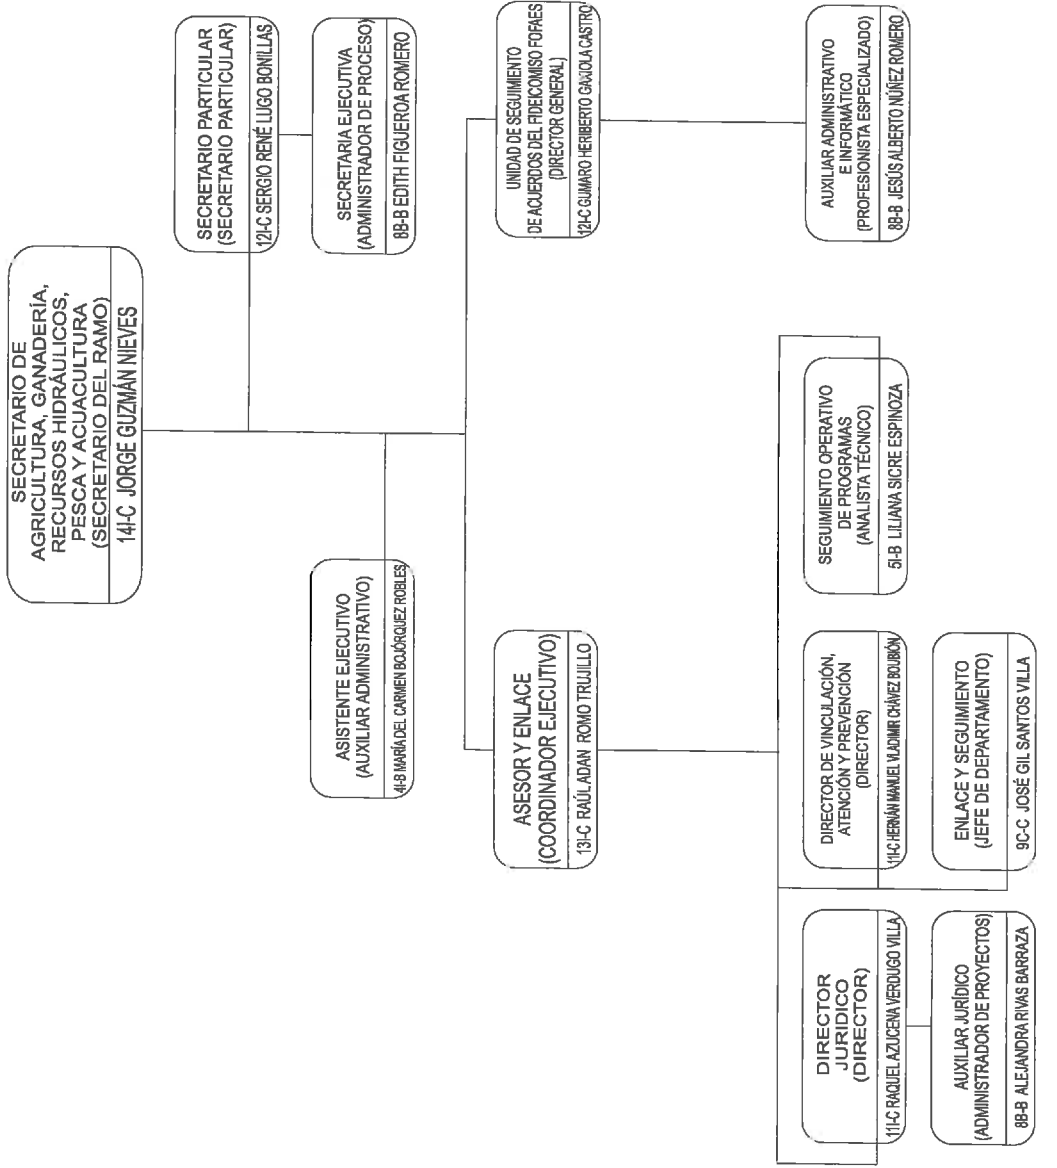 SECRETARIO DE
AGRICULTURA, GANADERÍA,
RECURSOS HIDRÁULICOS,
PESCA Y ACUACULTURA
(SECRETARIO DEL RAMO)
14I-C JORGE GUZMÁN NIEVES
SECRETARIO PARTICULAR
(SECRETARIO PARTICULAR)
12I-C SERGIO RENÉ LUGO BONILLAS
SECRETARIA EJECUTIVA
(ADMINISTRADOR DE PROCESO)
8B-B EDITH FIGUEROA ROMERO
ASISTENTE EJECUTIVO
(AUXILIAR ADMINISTRATIVO)
4I-B MARÍA DEL CARMEN BOJÓRQUEZ ROBLES
ASESOR Y ENLACE
(COORDINADOR EJECUTIVO)
13I-C RAÚL ADAN ROMO TRUJILLO
UNIDAD DE SEGUIMIENTO
DE ACUERDOS DEL FIDEICOMISO FOFAES
(DIRECTOR GENERAL)
12I-C GUMARO HERIBERTO GAXIOLA CASTRO
DIRECTOR
JURIDICO
(DIRECTOR)
11I-C RAQUEL AZUCENA VERDUGO VILLA
DIRECTOR DE VINCULACIÓN,
ATENCIÓN Y PREVENCIÓN
(DIRECTOR)
11I-C HERNÁN MANUEL VLADIMIR CHÁVEZ BOUBIÓN
SEGUIMIENTO OPERATIVO
DE PROGRAMAS
(ANALISTA TÉCNICO)
5I-B LILIANA SICRE ESPINOZA
AUXILIAR ADMINISTRATIVO
E INFORMÁTICO
(PROFESIONISTA ESPECIALIZADO)
8B-B JESÚS ALBERTO NÚÑEZ ROMERO
AUXILIAR JURÍDICO
(ADMINISTRADOR DE PROYECTOS)
8B-B ALEJANDRA RIVAS BARRAZA
ENLACE Y SEGUIMIENTO
(JEFE DE DEPARTAMENTO)
9C-C JOSÉ GIL SANTOS VILLA